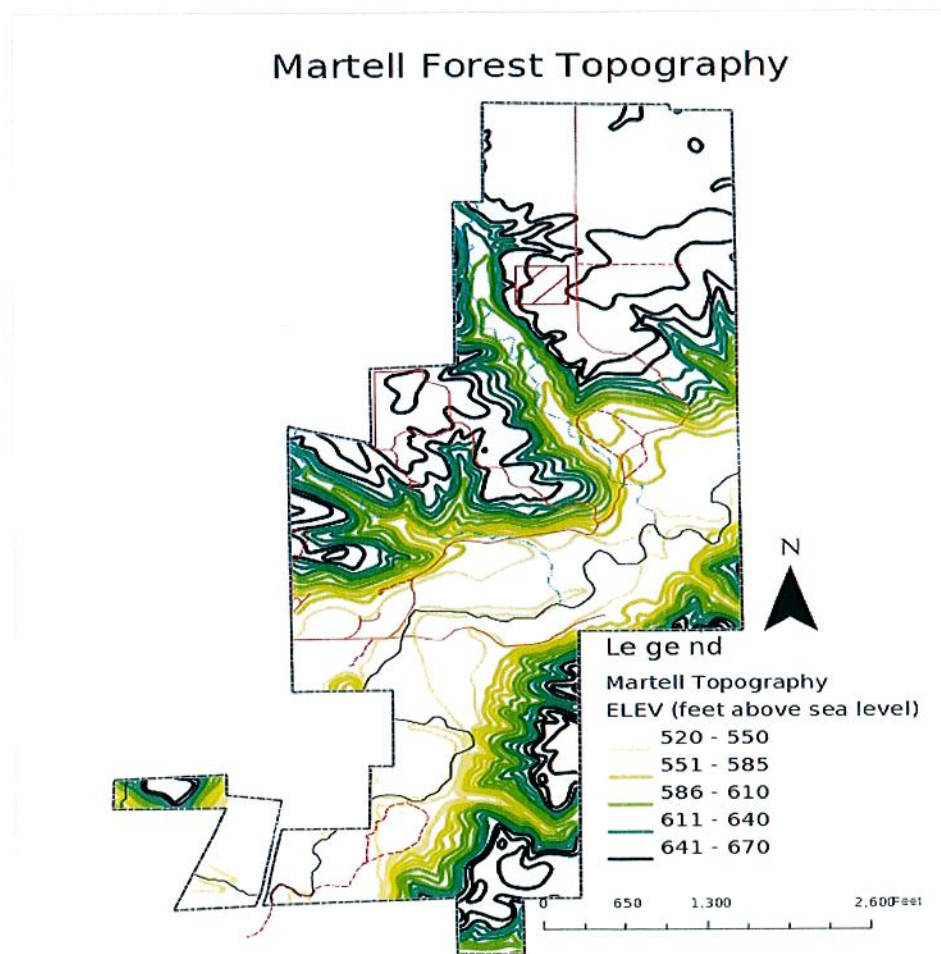 Martell Forest Topography
N
Le ge nd
Martell Topography
ELEV (feet above sea level)
520 - 550
551 - 585
586 - 610
611 - 640
641 - 670
0 650 1,300 2,600 Feet